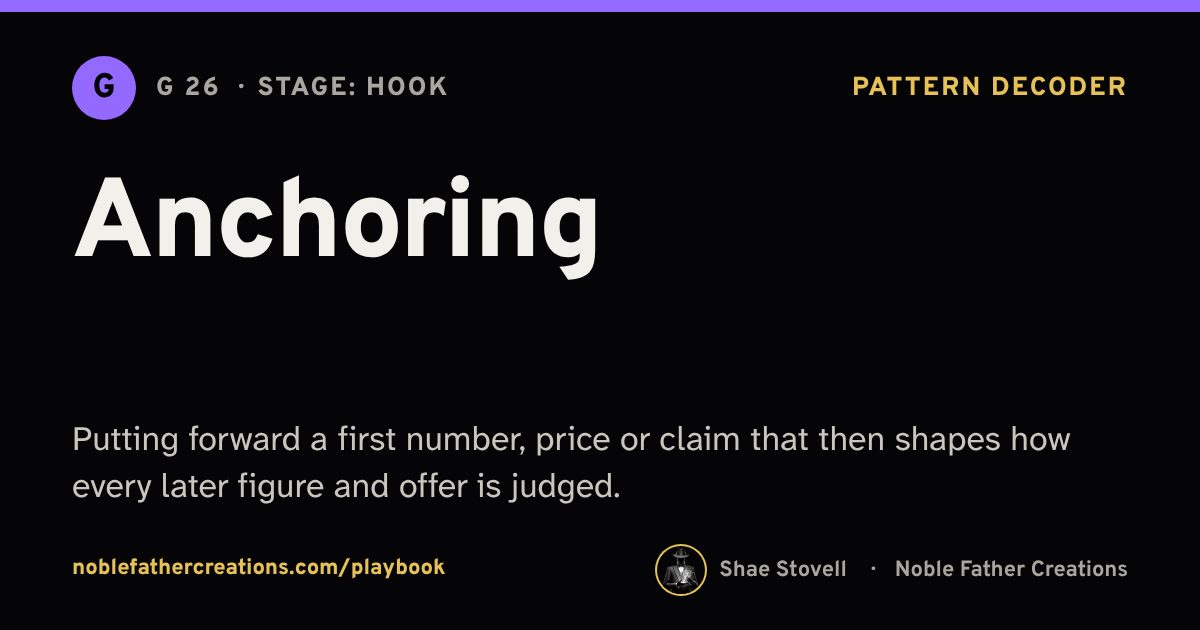 G
G 26 · STAGE: HOOK
PATTERN DECODER
Anchoring
Putting forward a first number, price or claim that then shapes how
every later figure and offer is judged.
noblefathercreations.com/playbook
Shae Stovell · Noble Father Creations